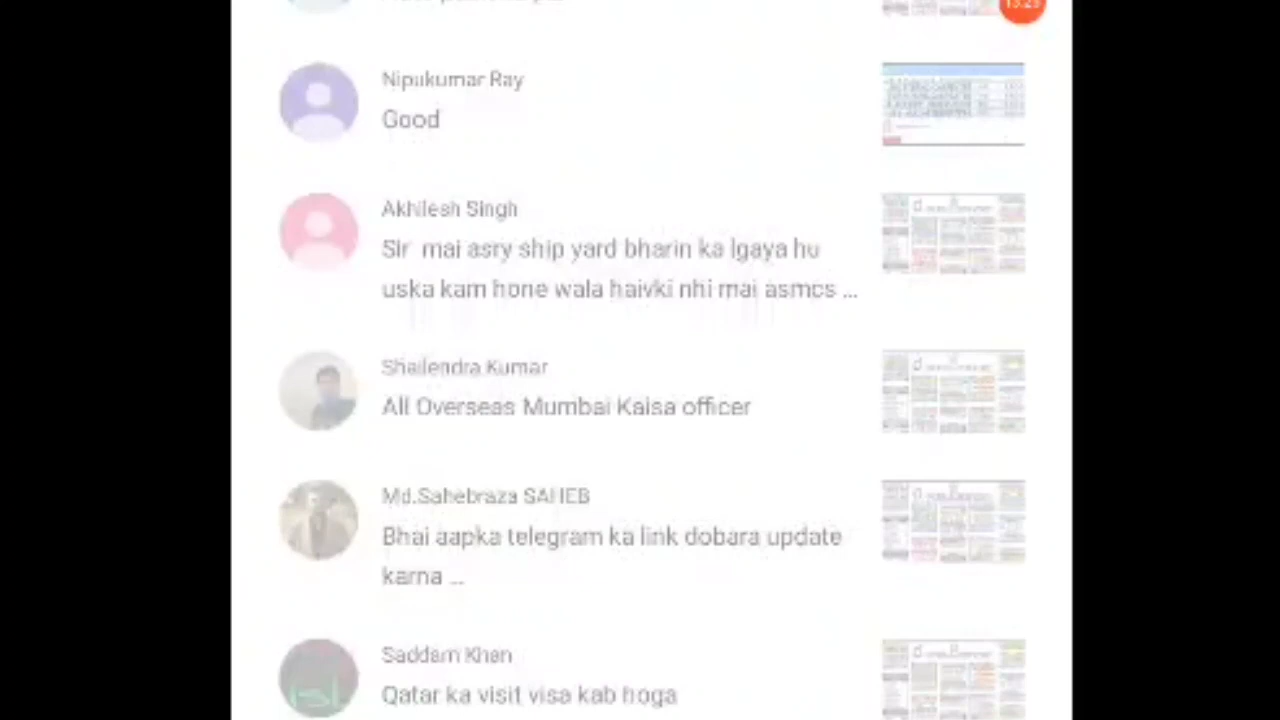 Nipukumar Ray
Good
Akhilesh Singh
Sir mai asry ship yard bharin ka lgaya hu
uska kam hone wala haivki nhi mai asmcs ...
Shailendra Kumar
All Overseas Mumbai Kaisa officer
Md.Sahebraza SAHEB
Bhai aapka telegram ka link dobara update
karna ...
Saddam Khan
Qatar ka visit visa kab hoga